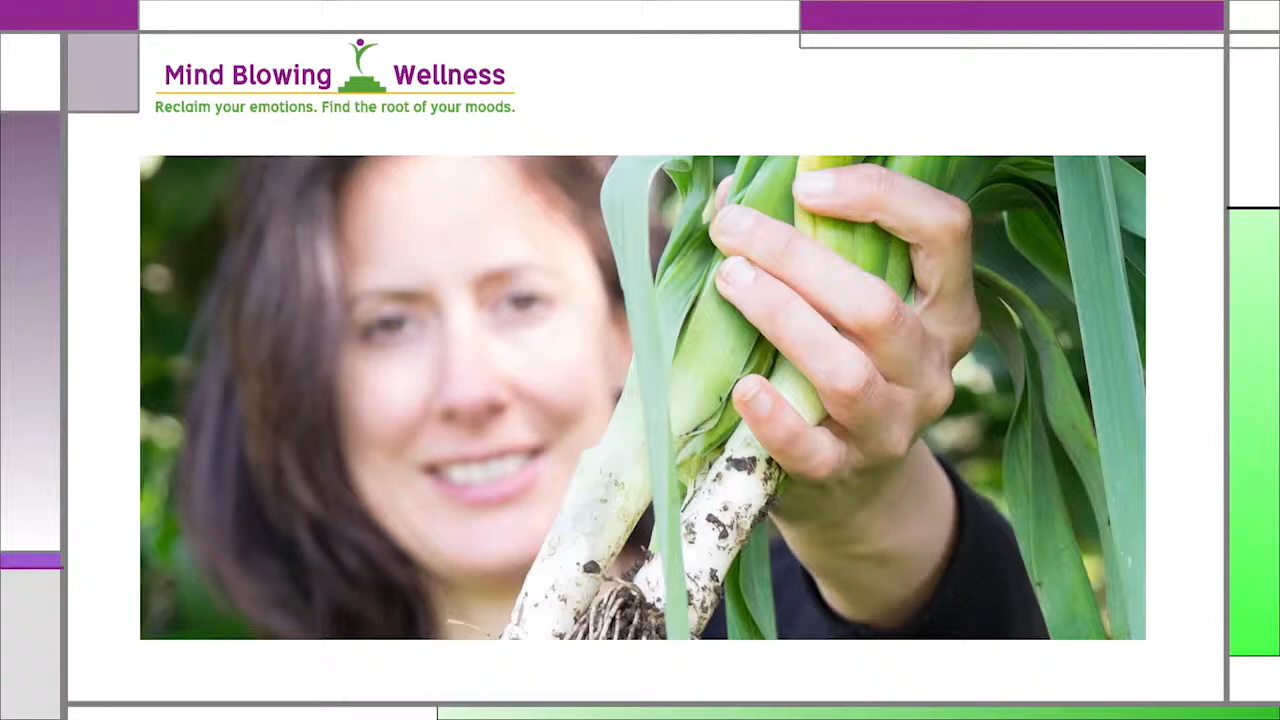 Mind Blowing Wellness
Reclaim your emotions. Find the root of your moods.